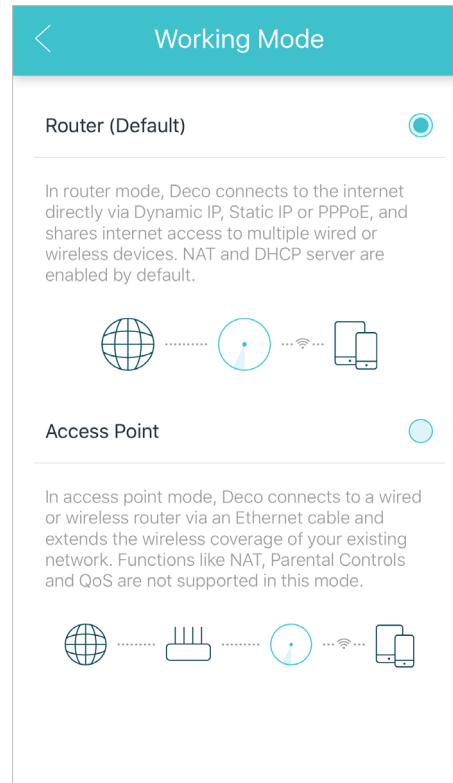 Working Mode
Router (Default)
In router mode, Deco connects to the internet
directly via Dynamic IP, Static IP or PPPoE, and
shares internet access to multiple wired or
wireless devices. NAT and DHCP server are
enabled by default.
Access Point
In access point mode, Deco connects to a wired
or wireless router via an Ethernet cable and
extends the wireless coverage of your existing
network. Functions like NAT, Parental Controls
and QoS are not supported in this mode.